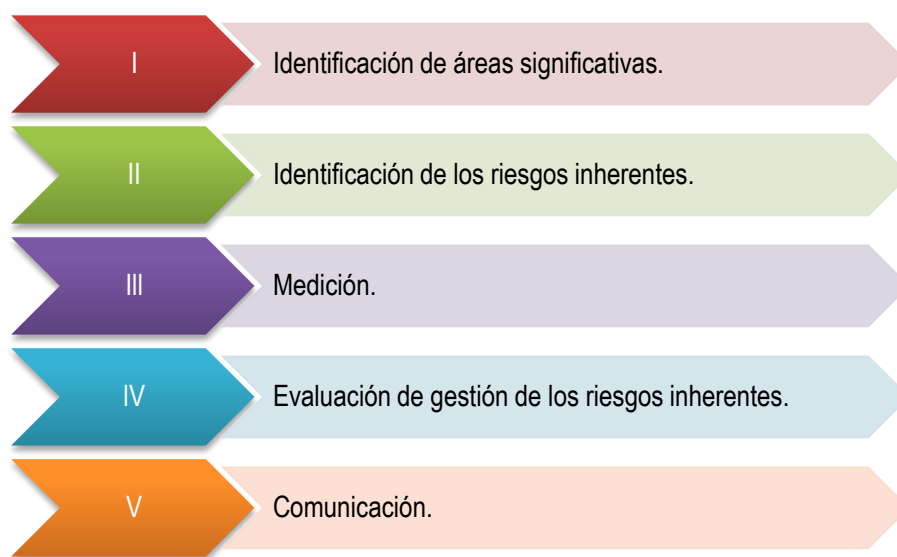 I
Identificación de áreas significativas.
II
Identificación de los riesgos inherentes.
III
Medición.
IV
Evaluación de gestión de los riesgos inherentes.
V
Comunicación.